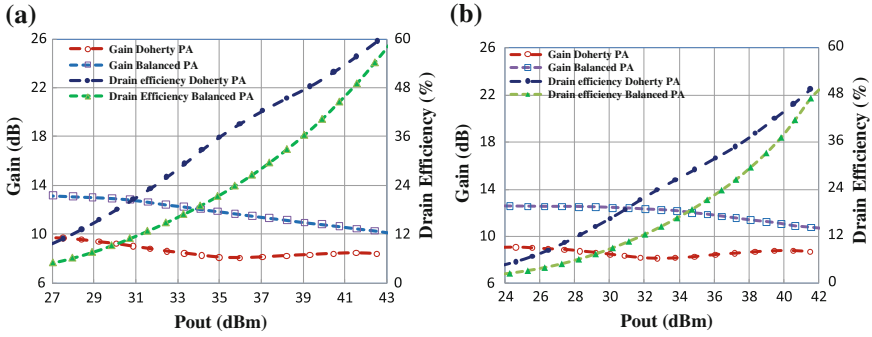 (a)
Gain Doherty PA
Gain Balanced PA
Drain efficiency Doherty PA
Drain Efficiency Balanced PA
26
22
18
14
10
6
Gain (dB)
60
48
36
24
12
0
Drain Efficiency (%)
27 29 31 33 35 37 39 41 43
Pout (dBm)
(b)
Gain Doherty PA
Gain Balanced PA
Drain efficiency Doherty PA
Drain efficiency Balanced PA
26
22
18
14
10
6
Gain (dB)
60
48
36
24
12
0
Drain Efficiency (%)
24 26 28 30 32 34 36 38 40 42
Pout (dBm)